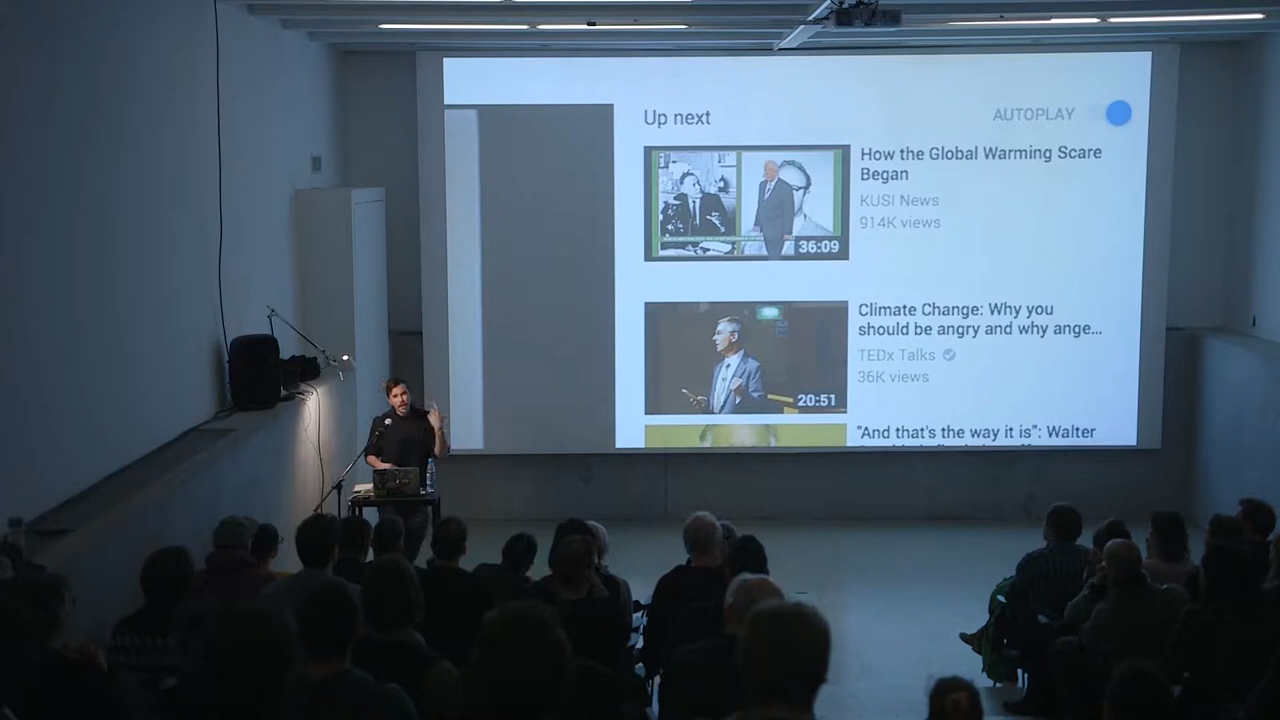 Up next
AUTOPLAY
How the Global Warming Scare
Began
KUSI News
914K views
36:09
Climate Change: Why you
should be angry and why ange...
TEDx Talks
36K views
20:51
"And that's the way it is": Walter